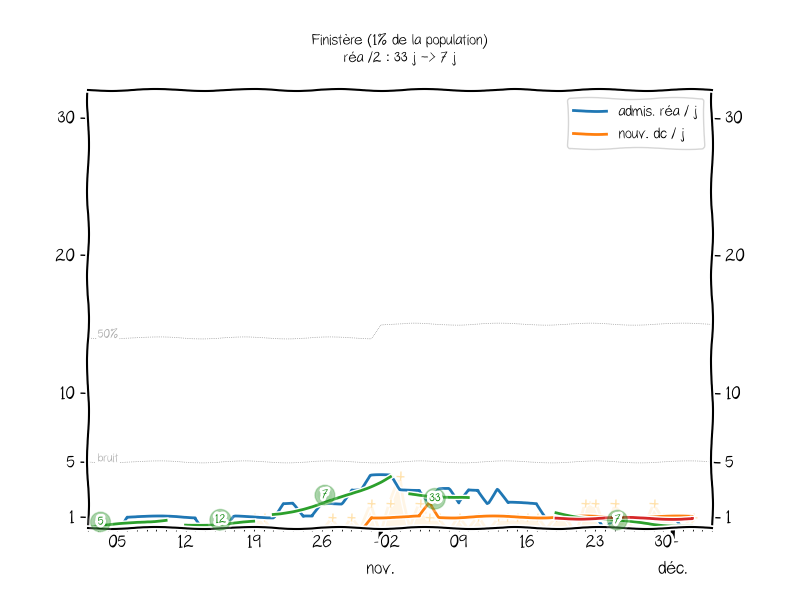 Finistère (1% de la population)
réa /2 : 33 j -> 7 j
admis. réa / j
nouv. dc / j
30 30
20 20
50%
10 10
bruit
5 5
1 1
5 12 7 33 7
05 12 19 26 02 09 16 23 30
nov. déc.